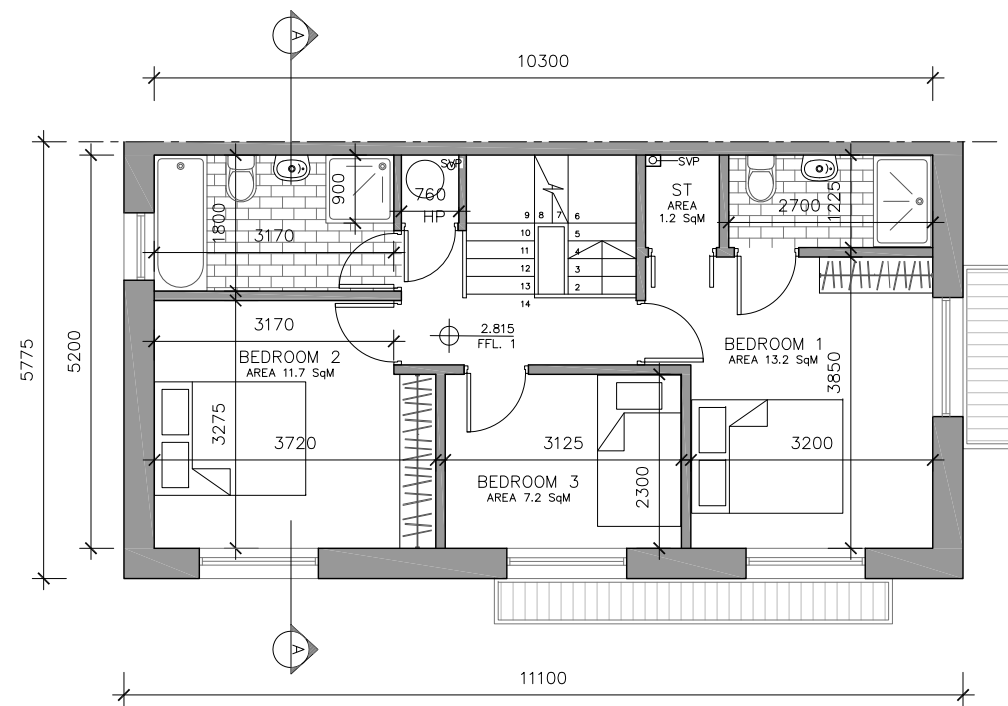 A
10300
SVP
SVP
900
760
HP
ST
AREA
1.2 SqM
1800
3170
9 8 7 6
10 5
11 4
12 3
13 2
14
2700
1225
5775
5200
3170
2.815
FFL. 1
BEDROOM 2
AREA 11.7 SqM
BEDROOM 1
AREA 13.2 SqM
3850
3275
3720
3125
3200
BEDROOM 3
AREA 7.2 SqM
2300
A
11100